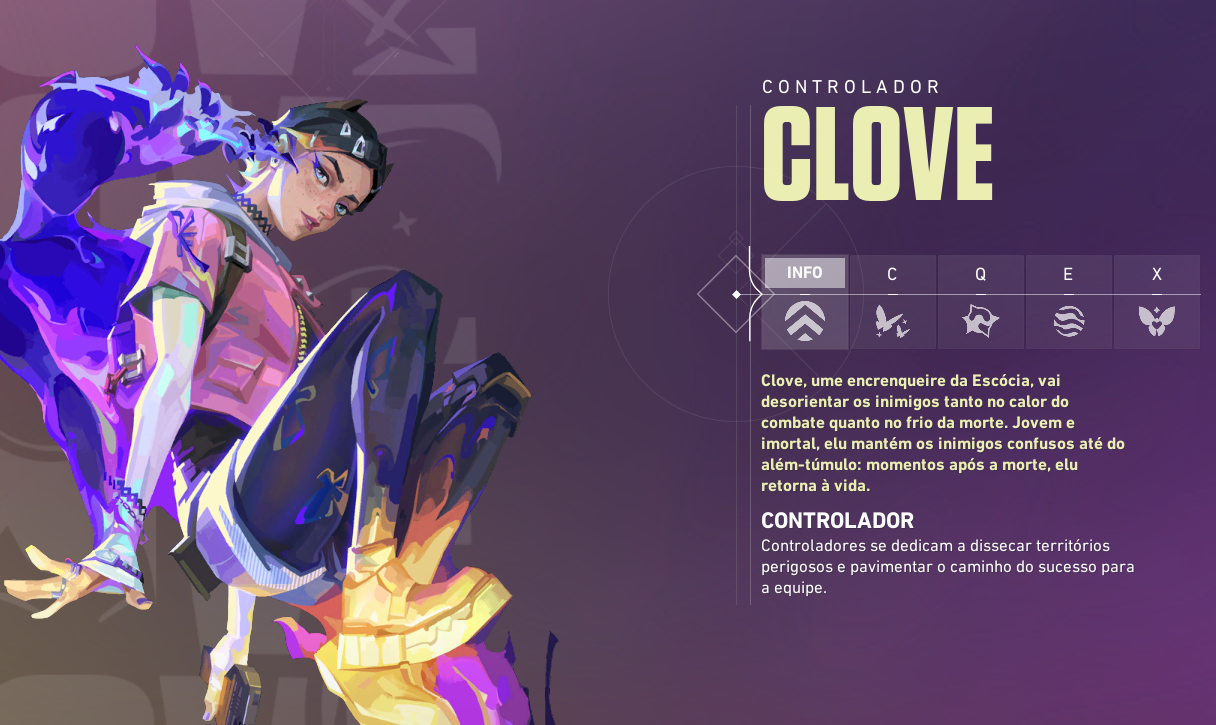 CONTROLADOR
CLOVE
INFO C Q E X
Clove, ume encrenqueire da Escócia, vai
desorientar os inimigos tanto no calor do
combate quanto no frio da morte. Jovem e
imortal, elu mantém os inimigos confusos até do
além-túmulo: momentos após a morte, elu
retorna à vida.
CONTROLADOR
Controladores se dedicam a dissecar territórios
perigosos e pavimentar o caminho do sucesso para
a equipe.